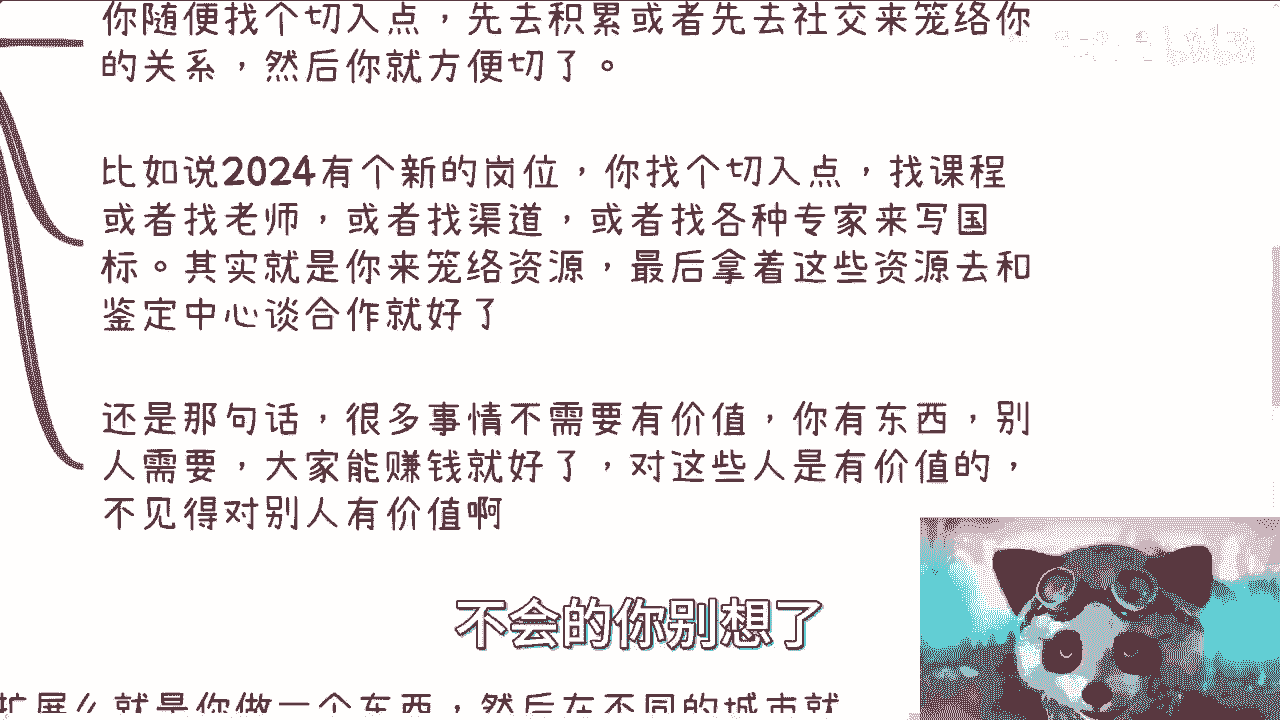 你随便找个切入点，先去积累或者先去社交来笼络你
的关系，然后你就方便切了。
比如说2024有个新的岗位，你找个切入点，找课程
或者找老师，或者找渠道，或者找各种专家来写国
标。其实就是你来笼络资源，最后拿着这些资源去和
鉴定中心谈合作就好了
还是那句话，很多事情不需要有价值，你有东西，别
人需要，大家能赚钱就好了，对这些人是有价值的，
不见得对别人有价值啊
不会的你别想了
扩展么就是你做一个东西，然后在不同的城市就